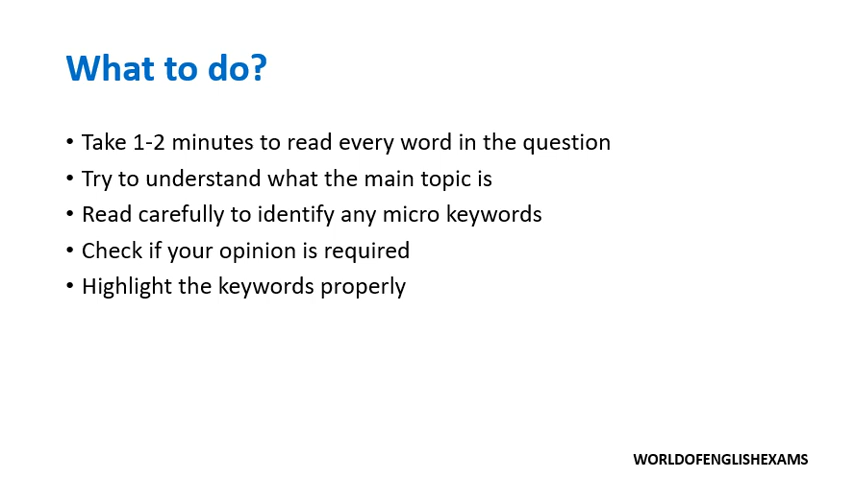 What to do?
• Take 1-2 minutes to read every word in the question
• Try to understand what the main topic is
• Read carefully to identify any micro keywords
• Check if your opinion is required
• Highlight the keywords properly
WORLDOFENGLISHEXAMS